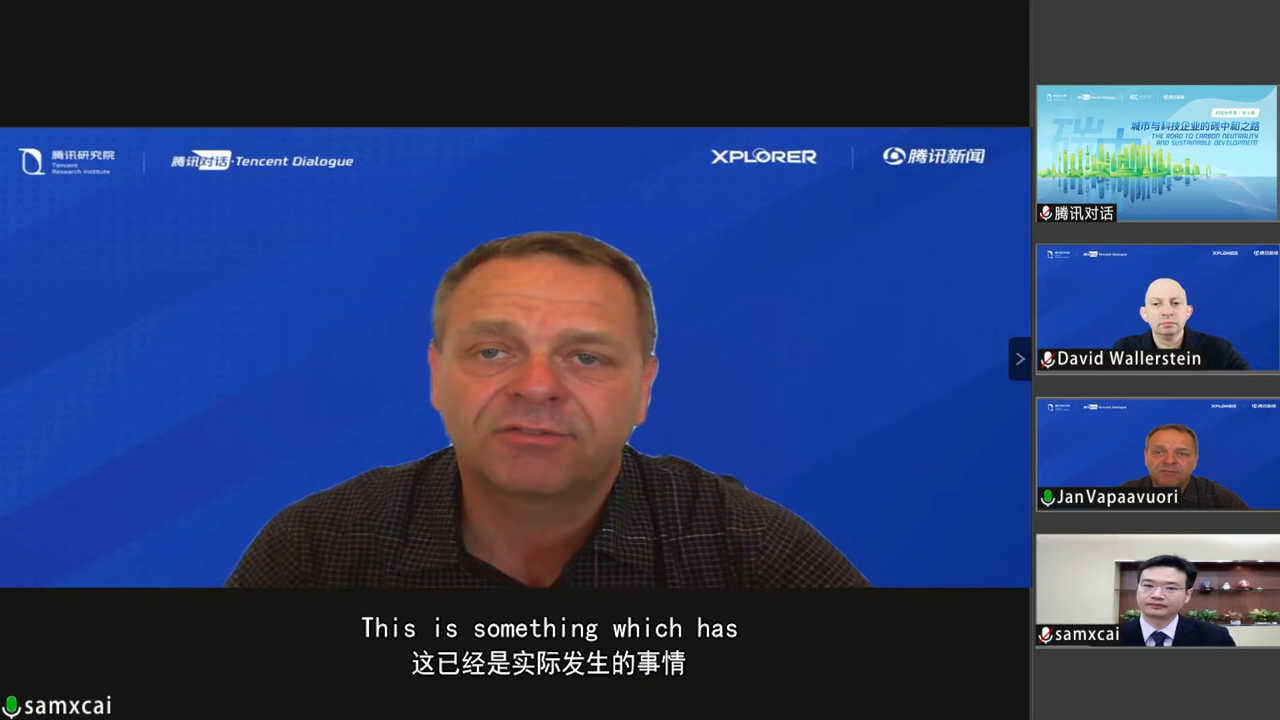 腾讯研究院
Tencent
Research Institute
腾讯对话·Tencent Dialogue
XPLORER
腾讯新闻
城市与科技企业的碳中和之路
THE ROAD TO CARBON NEUTRALITY
AND SUSTAINABLE DEVELOPMENT
腾讯对话
XPLORER
David Wallerstein
XPLORER
JanVapaavuori
samxcai
This is something which has
这已经是实际发生的事情
samxcai